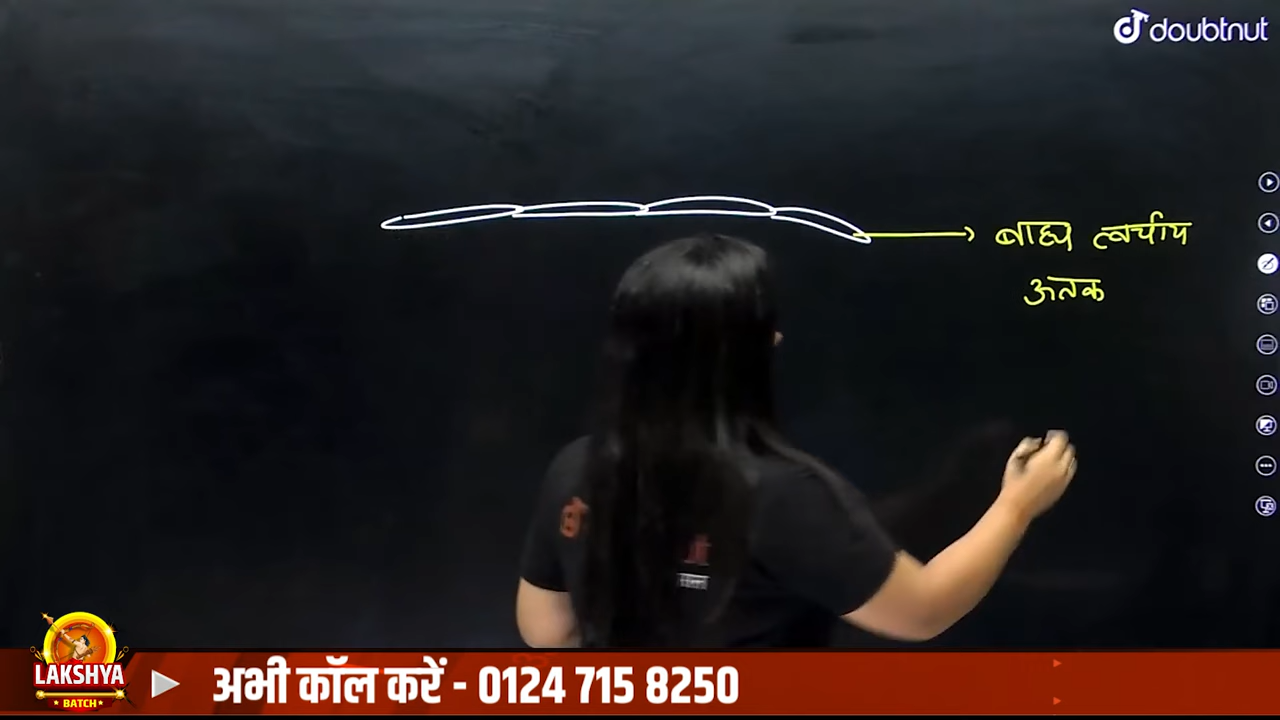 doubtnut
बाह्य त्वचीय
ऊतक
LAKSHYA
BATCH
अभी कॉल करें - 0124 715 8250